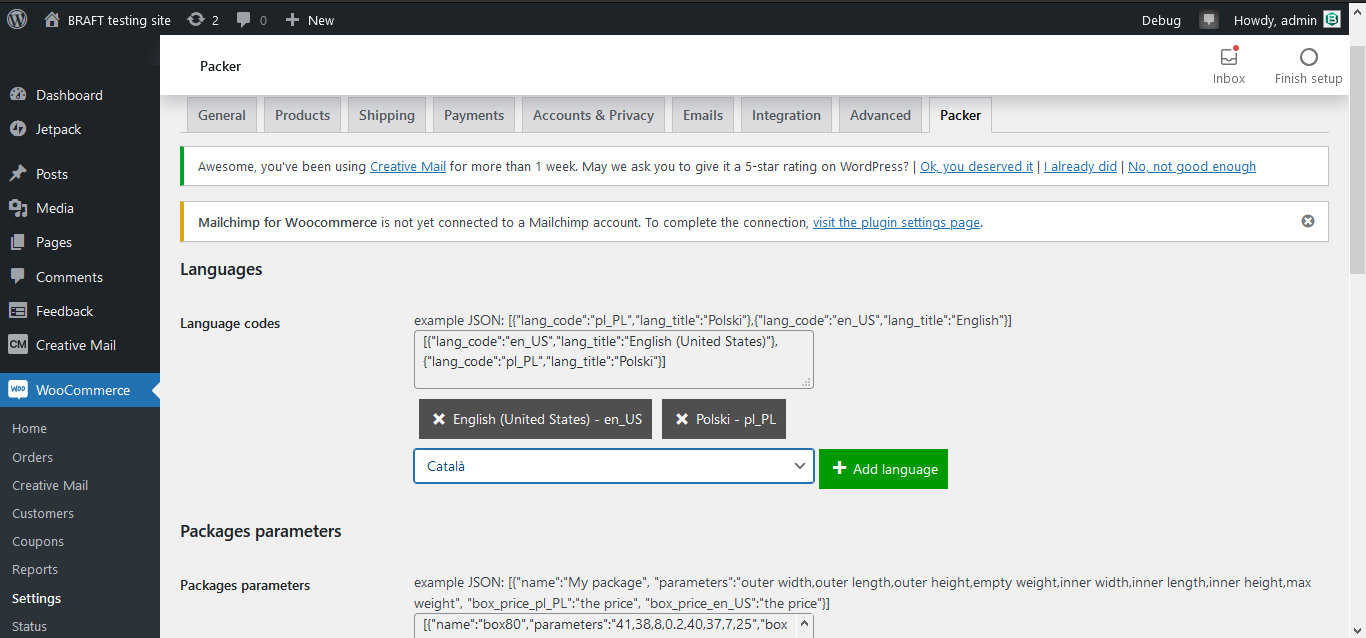 BRAFT testing site 2 0 New Debug Howdy, admin
Packer
Inbox Finish setup
Dashboard
Jetpack
Posts
Media
Pages
Comments
Feedback
CM Creative Mail
woo WooCommerce
Home
Orders
Creative Mail
Customers
Coupons
Reports
Settings
Status
General Products Shipping Payments Accounts & Privacy Emails Integration Advanced Packer
Awesome, you've been using Creative Mail for more than 1 week. May we ask you to give it a 5-star rating on WordPress? | Ok, you deserved it | I already did | No, not good enough
Mailchimp for Woocommerce is not yet connected to a Mailchimp account. To complete the connection, visit the plugin settings page.
Languages
Language codes
example JSON: [{"lang_code":"pl_PL","lang_title":"Polski"},{"lang_code":"en_US","lang_title":"English"}]
[{"lang_code":"en_US","lang_title":"English (United States)"},
{"lang_code":"pl_PL","lang_title":"Polski"}]
English (United States) - en_US Polski - pl_PL
Català Add language
Packages parameters
Packages parameters
example JSON: [{"name":"My package", "parameters":"outer width,outer length,outer height,empty weight,inner width,inner length,inner height,max
weight", "box_price_pl_PL":"the price", "box_price_en_US":"the price"}]
[{"name":"box80","parameters":"41,38,8,0.2,40,37,7,25","box